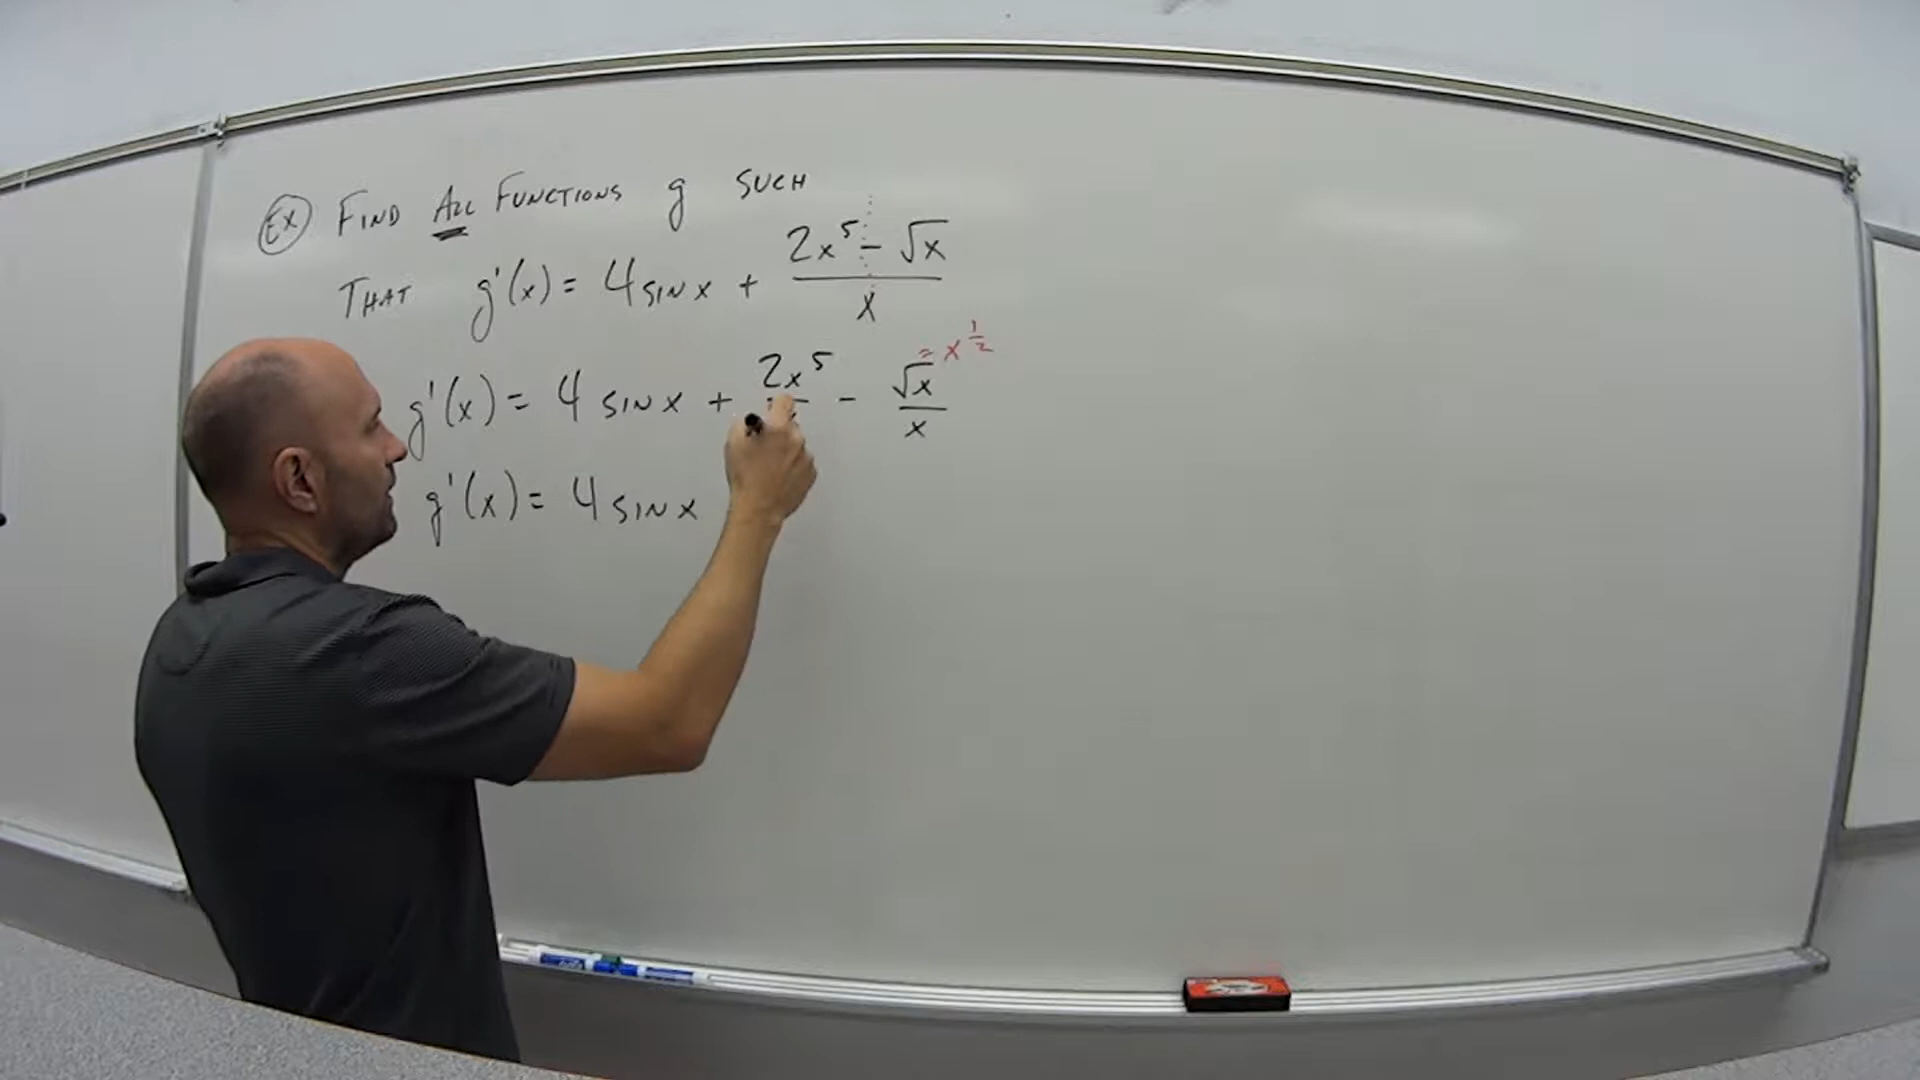 EX FIND ALL FUNCTIONS g SUCH
THAT g'(x) = 4 SIN x + (2x^5 - √x)/x
g'(x) = 4 SIN x + 2x^5/x - √x/x = x^(1/2)
g'(x) = 4 SIN x